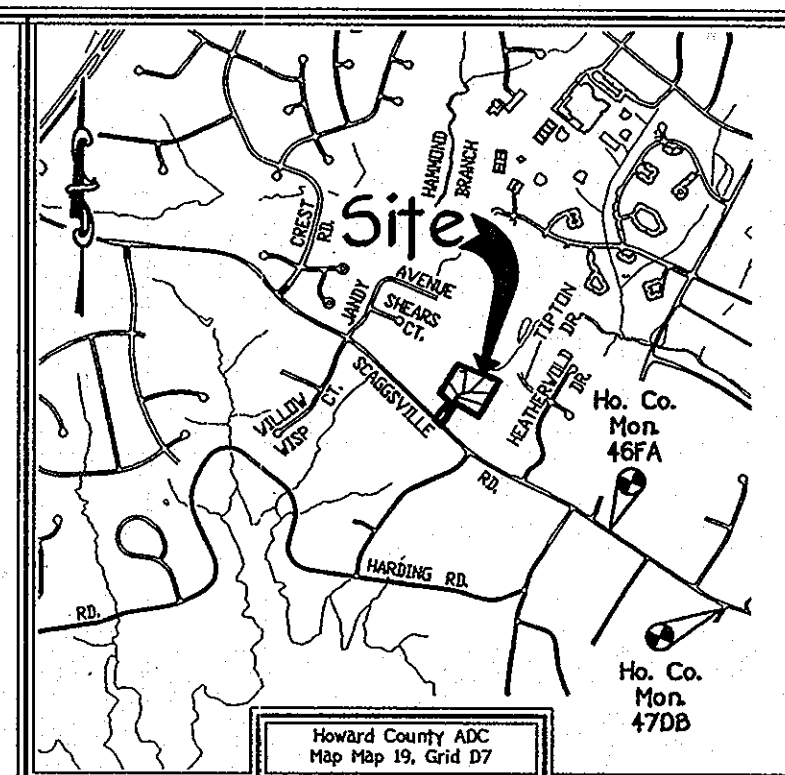 HAMMOND
BRANCH
CREST
RD.
Site
JANDY
AVENUE
SHEARS
CT.
TIPTON
DR.
HEATHERWOLD
DR.
SCAGGSVILLE
RD.
WILLOW
WISP
CT.
Ho. Co.
Mon.
46FA
HARDING RD.
RD.
Ho. Co.
Mon.
47DB
Howard County ADC
Map Map 19, Grid D7